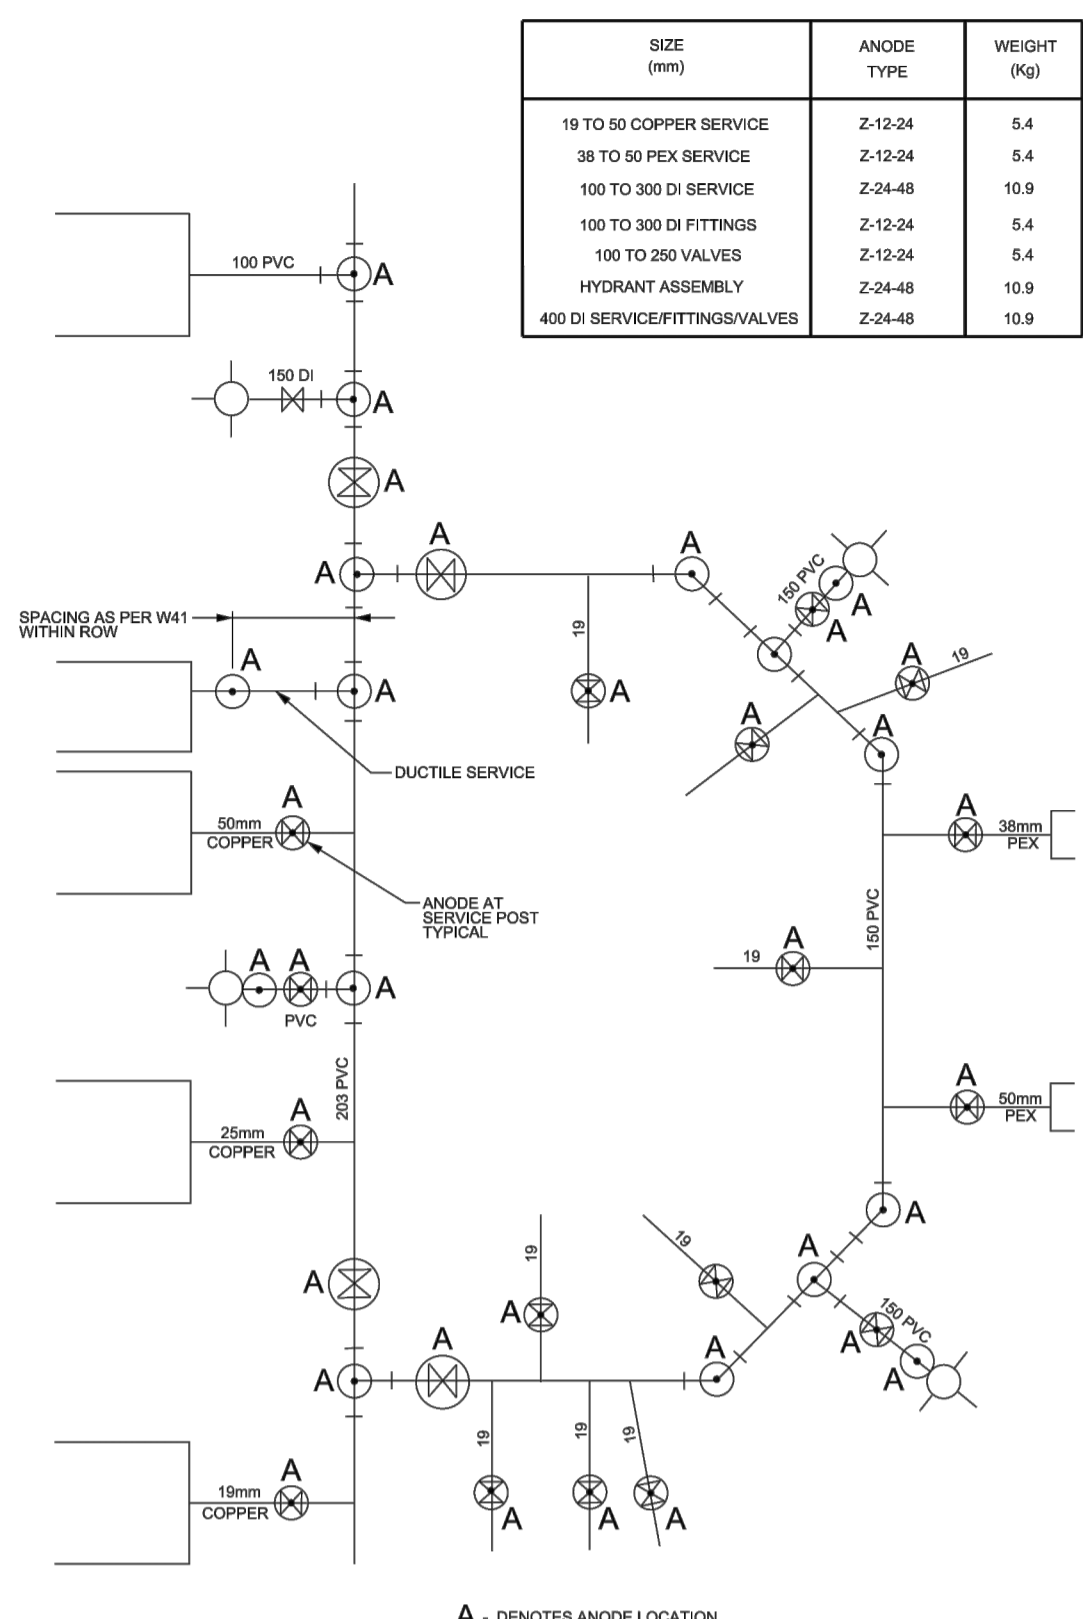 SIZE
(mm)
ANODE
TYPE
WEIGHT
(Kg)
19 TO 50 COPPER SERVICE Z-12-24 5.4
38 TO 50 PEX SERVICE Z-12-24 5.4
100 TO 300 DI SERVICE Z-24-48 10.9
100 TO 300 DI FITTINGS Z-12-24 5.4
100 TO 250 VALVES Z-12-24 5.4
HYDRANT ASSEMBLY Z-24-48 10.9
400 DI SERVICE/FITTINGS/VALVES Z-24-48 10.9
100 PVC
A
150 DI
A
A
A
A
A
150 PVC
A
A
SPACING AS PER W41
WITHIN ROW
19
A
A
A
A
19
A
A
A
DUCTILE SERVICE
A
50mm
COPPER
A
38mm
PEX
ANODE AT
SERVICE POST
TYPICAL
150 PVC
A
19
A
A
A
PVC
203 PVC
A
25mm
COPPER
A
50mm
PEX
A
19
19
A
A
A
A
150 PVC
A
A
A
A
A
19
19
19
A
19mm
COPPER
A
A
A
A - DENOTES ANODE LOCATION